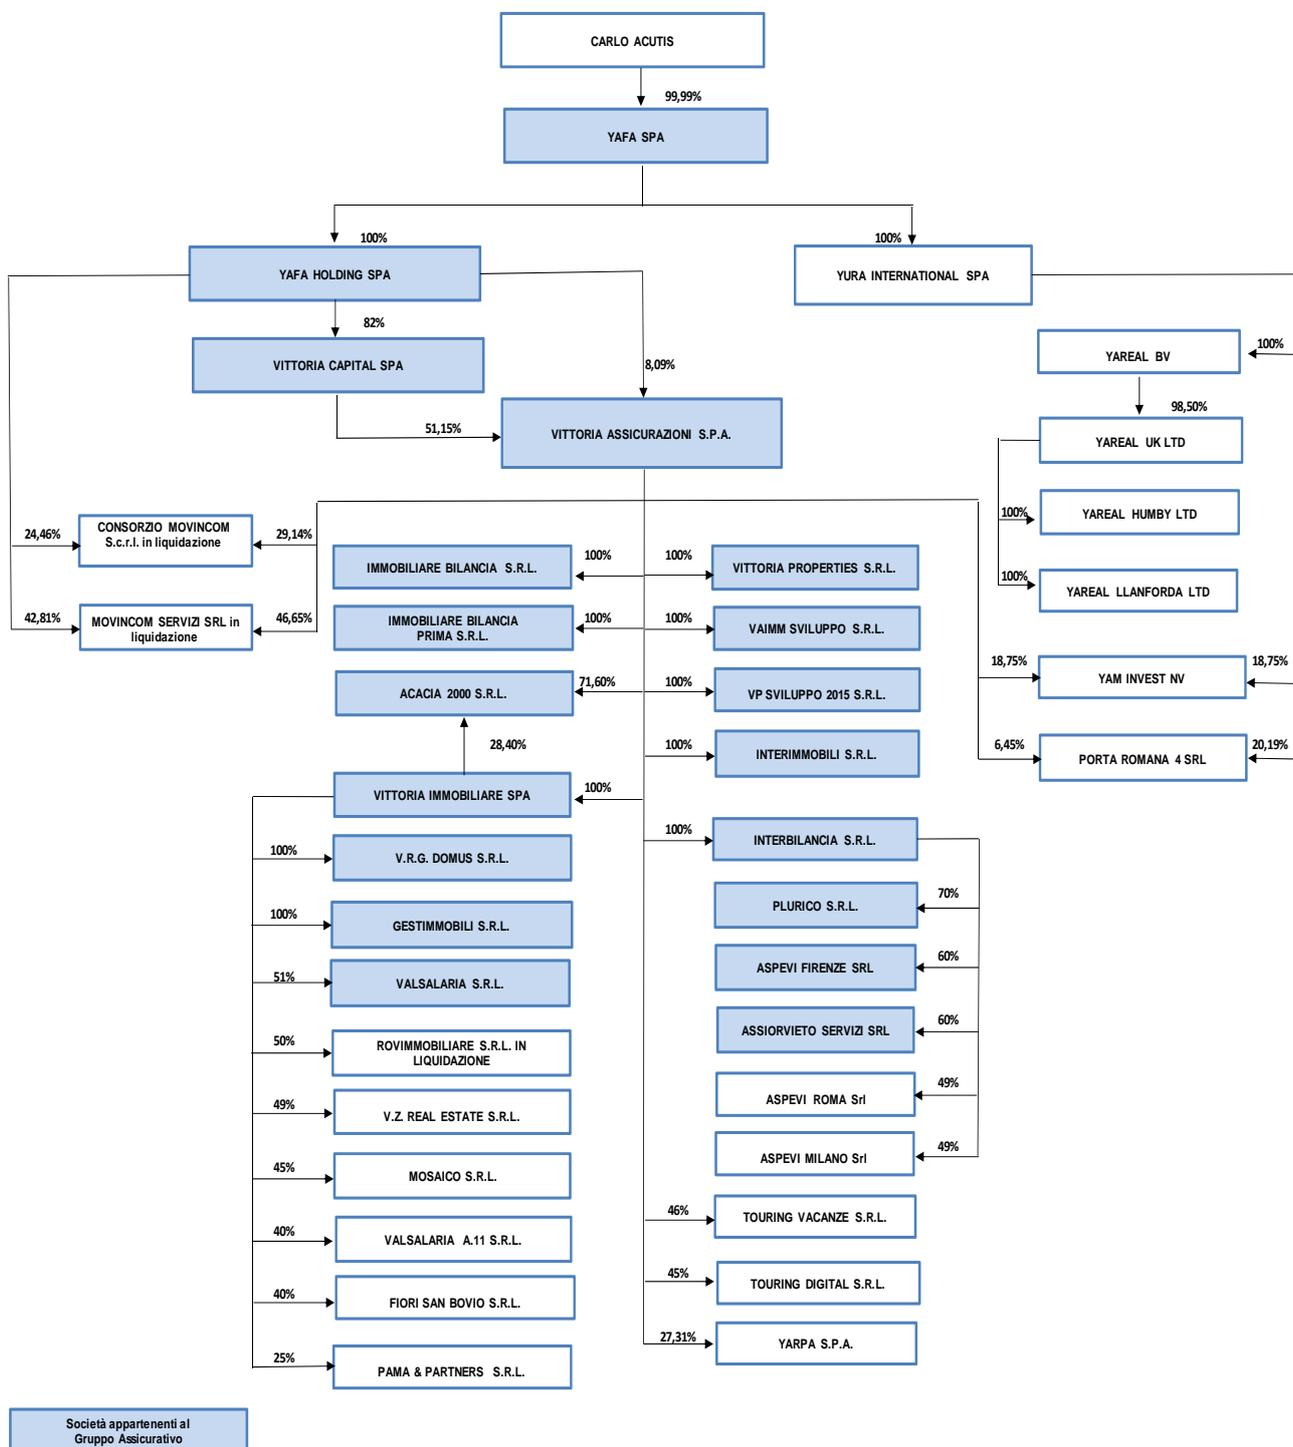 CARLO ACUTIS
99,99%
YAFA SPA
100%
100%
YAFA HOLDING SPA
YURA INTERNATIONAL SPA
82%
VITTORIA CAPITAL SPA
8,09%
YAREAL BV
100%
98,50%
51,15%
VITTORIA ASSICURAZIONI S.P.A.
YAREAL UK LTD
24,46%
CONSORZIO MOVINCOM
S.c.r.l. in liquidazione
29,14%
100%
YAREAL HUMBY LTD
IMMOBILIARE BILANCIA S.R.L.
100%
100%
VITTORIA PROPERTIES S.R.L.
100%
YAREAL LLANFORDA LTD
42,81%
MOVINCOM SERVIZI SRL in
liquidazione
46,65%
IMMOBILIARE BILANCIA
PRIMA S.R.L.
100%
100%
VAIMM SVILUPPO S.R.L.
18,75%
YAM INVEST NV
18,75%
ACACIA 2000 S.R.L.
71,60%
100%
VP SVILUPPO 2015 S.R.L.
28,40%
100%
INTERIMMOBILI S.R.L.
6,45%
PORTA ROMANA 4 SRL
20,19%
VITTORIA IMMOBILIARE SPA
100%
100%
INTERBILANCIA S.R.L.
100%
V.R.G. DOMUS S.R.L.
PLURICO S.R.L.
70%
100%
GESTIMMOBILI S.R.L.
ASPEVI FIRENZE SRL
60%
51%
VALSALARIA S.R.L.
ASSIORVIETO SERVIZI SRL
60%
50%
ROVIMMOBILIARE S.R.L. IN
LIQUIDAZIONE
ASPEVI ROMA Srl
49%
49%
V.Z. REAL ESTATE S.R.L.
ASPEVI MILANO Srl
49%
45%
MOSAICO S.R.L.
46%
TOURING VACANZE S.R.L.
40%
VALSALARIA A.11 S.R.L.
45%
TOURING DIGITAL S.R.L.
40%
FIORI SAN BOVIO S.R.L.
27,31%
YARPA S.P.A.
25%
PAMA & PARTNERS S.R.L.
Società appartenenti al
Gruppo Assicurativo